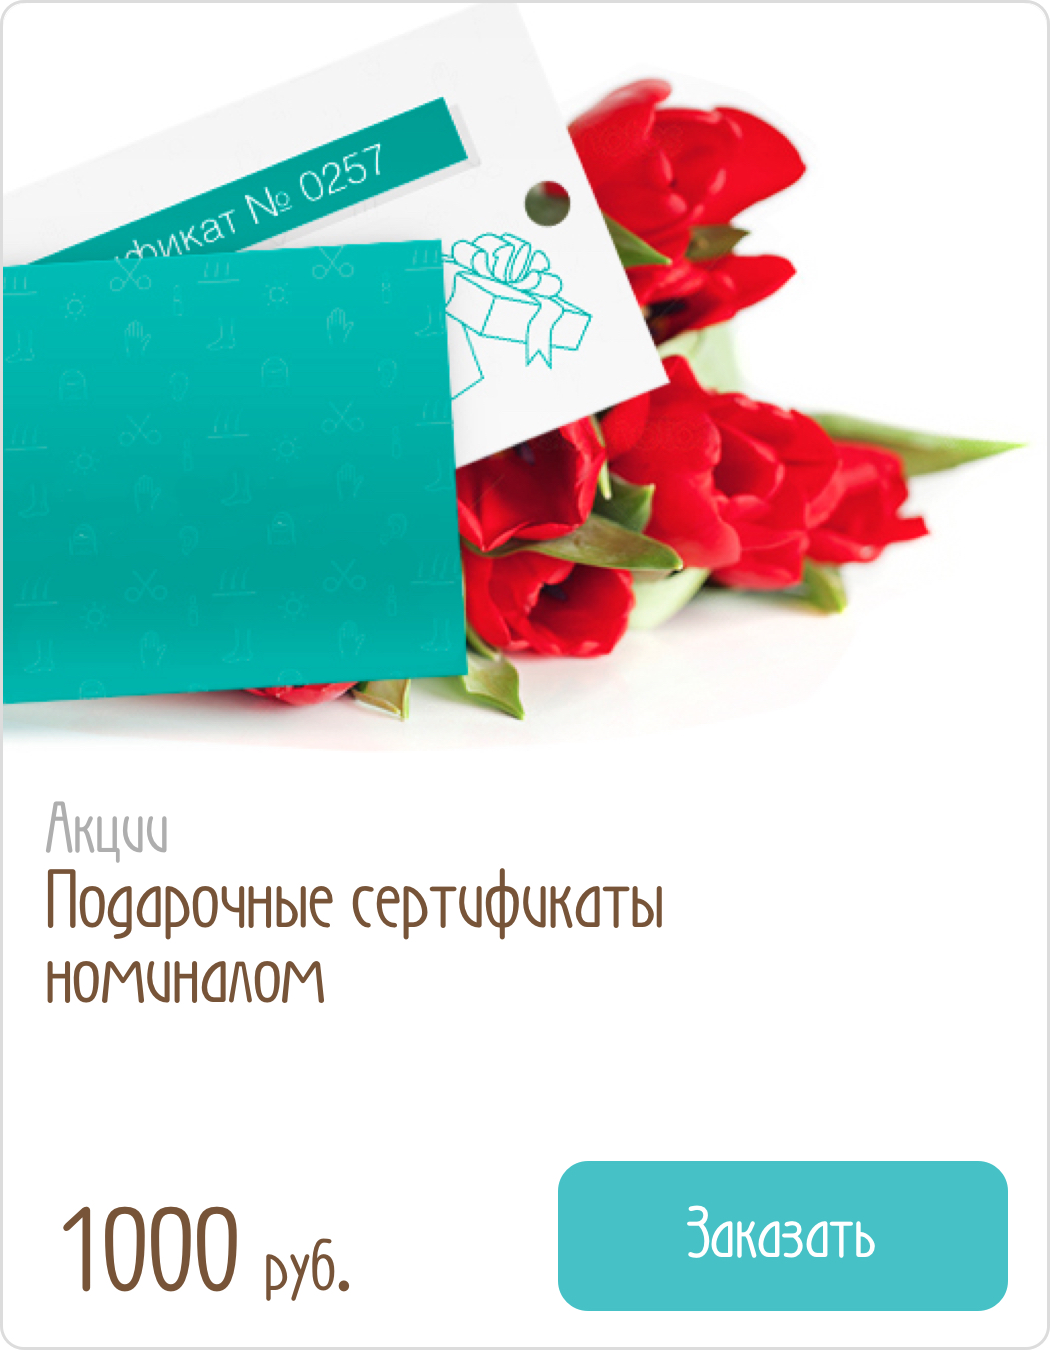 фикат № 0257
Акции
Подарочные сертификаты
номиналом
1000 руб.
Заказать